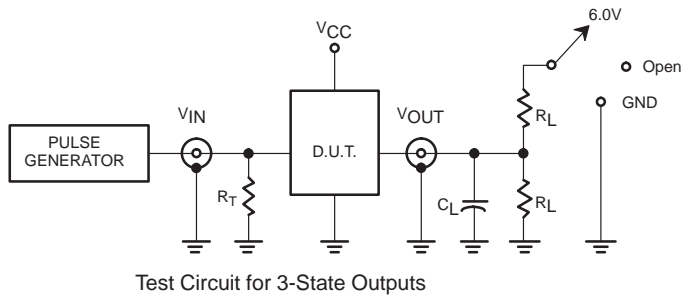 6.0V
VCC
Open
VIN
VOUT
RL
GND
PULSE
GENERATOR
D.U.T.
RT
CL
RL
Test Circuit for 3-State Outputs